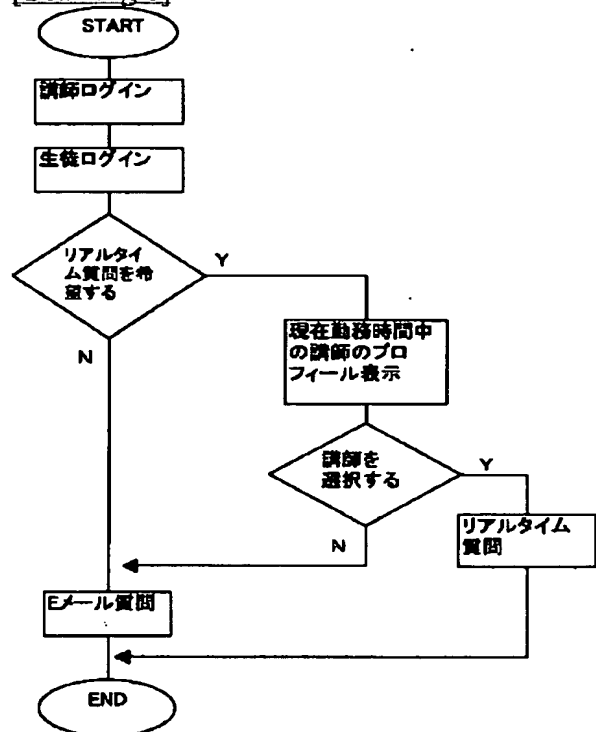 START
講師ログイン
生徒ログイン
リアルタイ
ム質問を希
望する
Y
N
現在勤務時間中
の講師のプロ
フィール表示
講師を
選択する
Y
N
リアルタイム
質問
Eメール質問
END